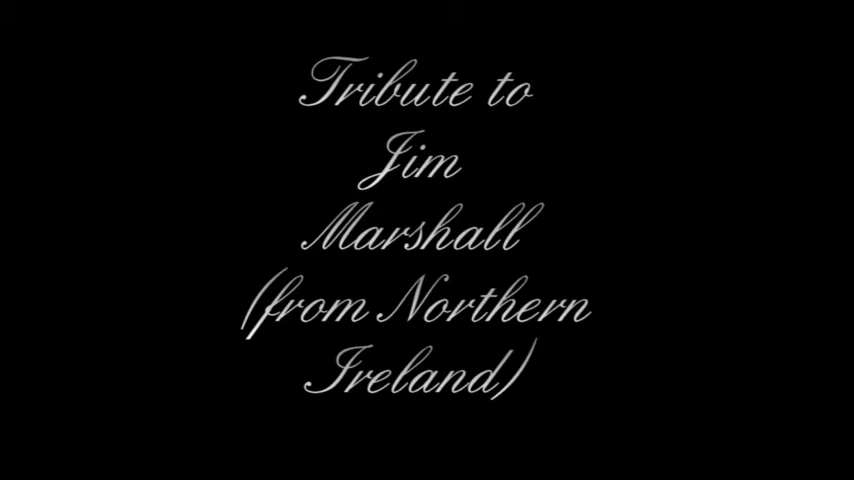 Tribute to
Jim
Marshall
(from Northern
Ireland)